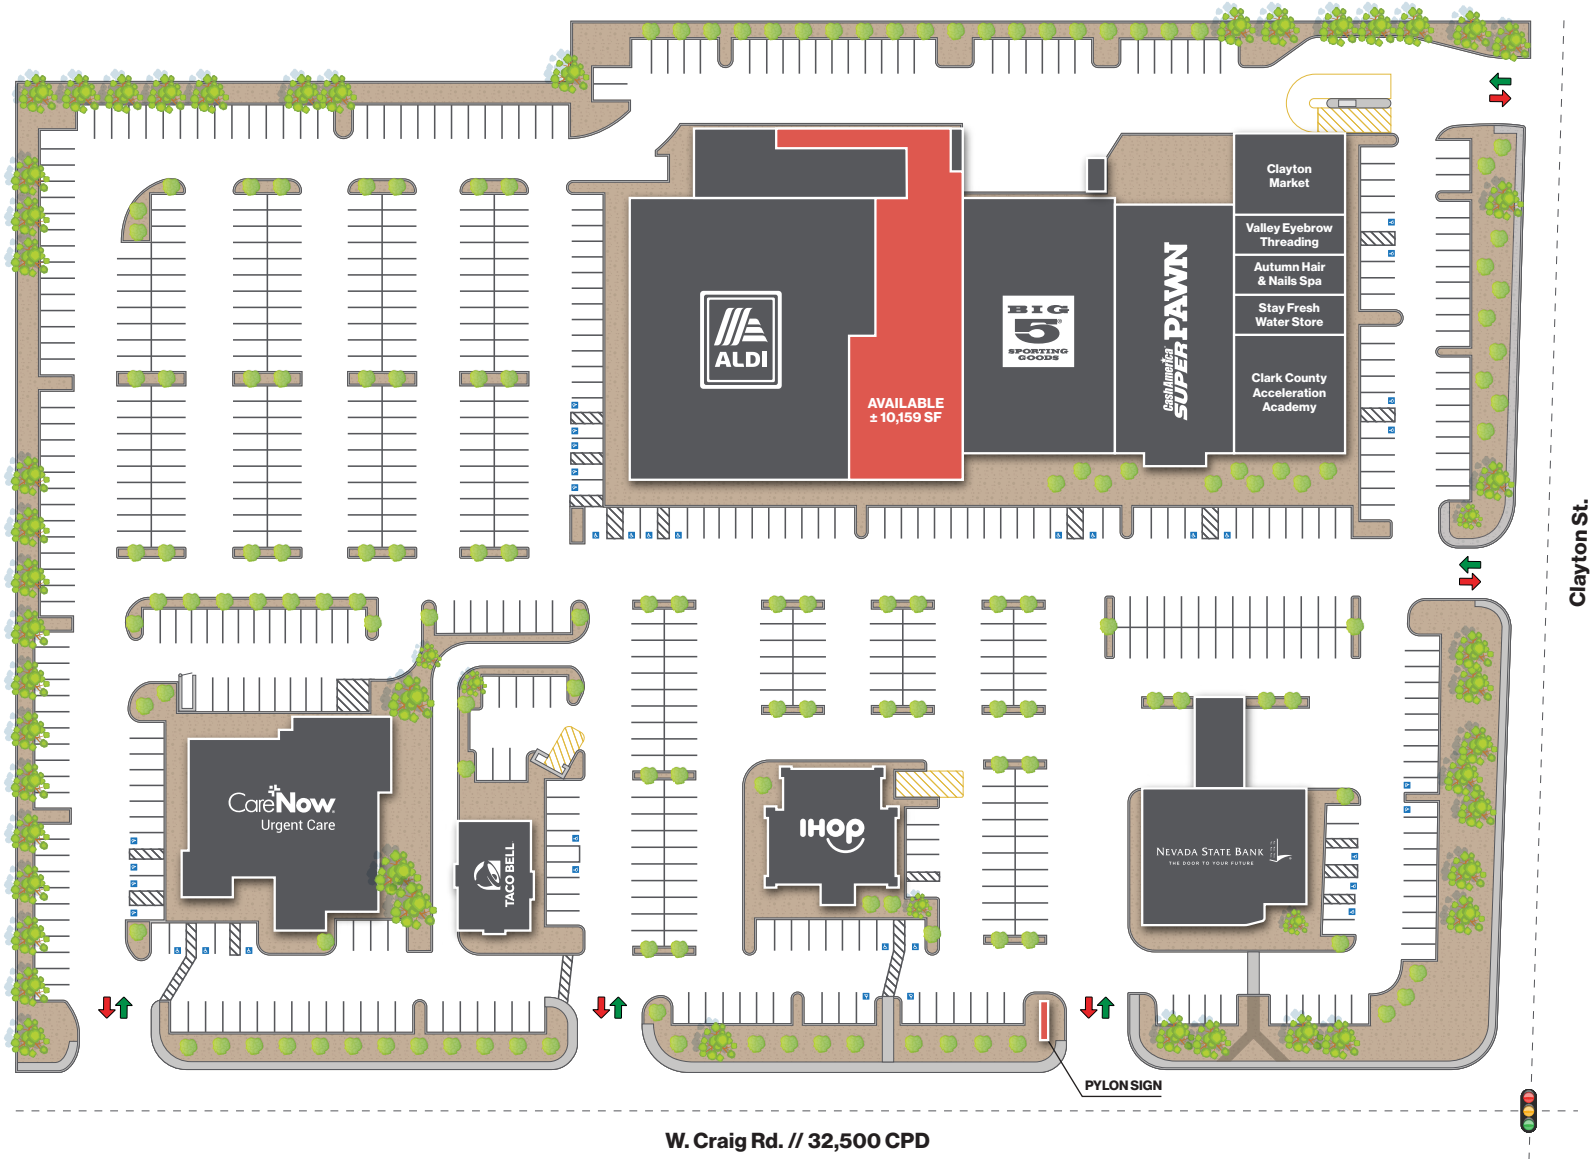 Clayton
Market
Valley Eyebrow
Threading
Autumn Hair
& Nails Spa
Stay Fresh
Water Store
Clark County
Acceleration
Academy
ALDI
AVAILABLE
± 10,159 SF
BIG
5
SPORTING
GOODS
CashAmerica
SUPERPAWN
Clayton St.
CareNow
Urgent Care
TACO BELL
IHOP
NEVADA STATE BANK
THE DOOR TO YOUR FUTURE
PYLON SIGN
W. Craig Rd. // 32,500 CPD